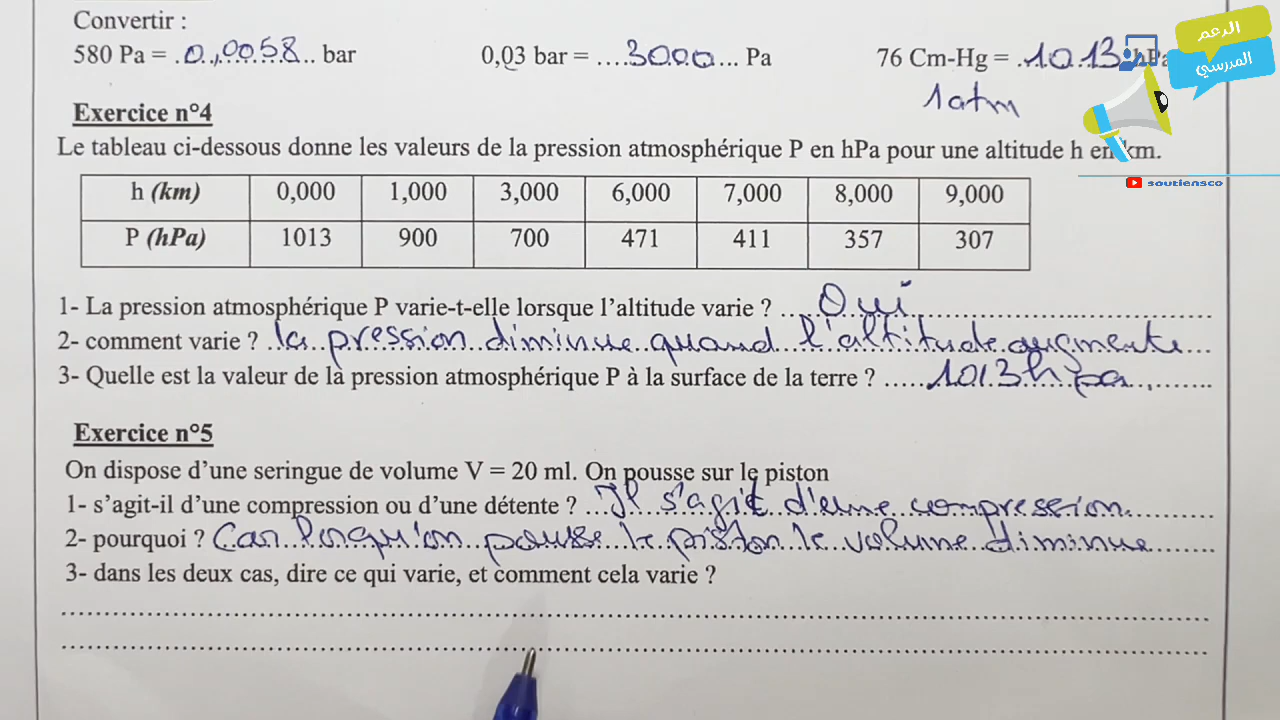 Convertir :
580 Pa = .0,0058.. bar 0,03 bar = ....3000... Pa 76 Cm-Hg = .1013 hPa
1atm
الدعم
المدرسي
soutiensco
Exercice n°4
Le tableau ci-dessous donne les valeurs de la pression atmosphérique P en hPa pour une altitude h en km.
h (km) 0,000 1,000 3,000 6,000 7,000 8,000 9,000
P (hPa) 1013 900 700 471 411 357 307
1- La pression atmosphérique P varie-t-elle lorsque l'altitude varie ? ....Oui....
2- comment varie ? ..la pression diminue quand l'altitude augmente...
3- Quelle est la valeur de la pression atmosphérique P à la surface de la terre ? .....1013hpa.......
Exercice n°5
On dispose d'une seringue de volume V = 20 ml. On pousse sur le piston
1- s'agit-il d'une compression ou d'une détente ? ..Il s'agit d'une compression..........
2- pourquoi ? Car lorsqu'on pousse le piston le volume diminue.......
3- dans les deux cas, dire ce qui varie, et comment cela varie ?